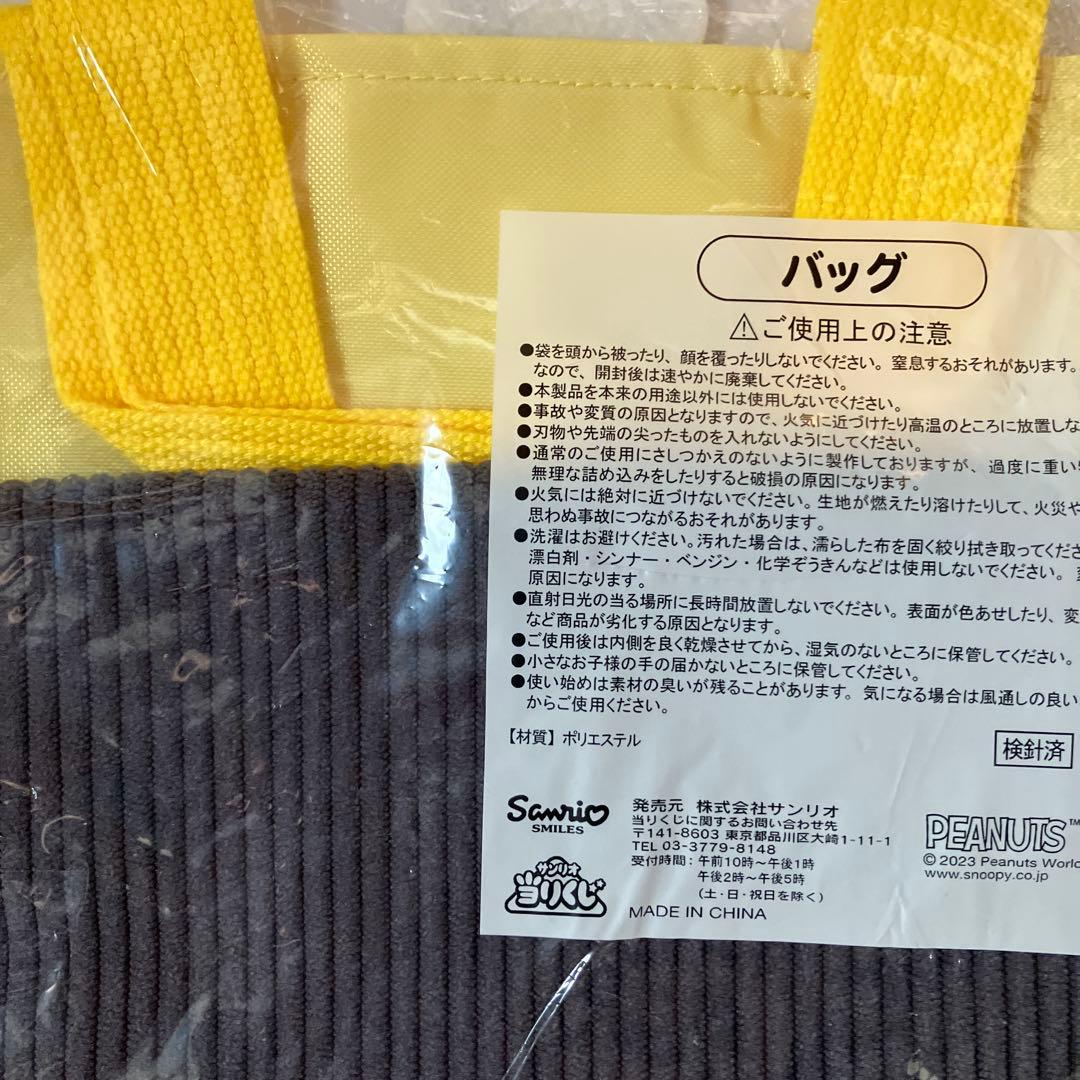 バッグ
⚠ご使用上の注意
●袋を頭から被ったり、顔を覆ったりしないでください。窒息するおそれがあります。
なので、開封後は速やかに廃棄してください。
●本製品を本来の用途以外には使用しないでください。
●事故や変質の原因となりますので、火気に近づけたり高温のところに放置しな
●刃物や先端の尖ったものを入れないようにしてください。
●通常のご使用にさしつかえのないように製作しておりますが、過度に重い
無理な詰め込みをしたりすると破損の原因になります。
●火気には絶対に近づけないでください。生地が燃えたり溶けたりして、火災や
思わぬ事故につながるおそれがあります。
●洗濯はお避けください。汚れた場合は、濡らした布を固く絞り拭き取ってくださ
漂白剤・シンナー・ベンジン・化学ぞうきんなどは使用しないでください。
原因になります。
●直射日光の当る場所に長時間放置しないでください。表面が色あせしたり、変
など商品が劣化する原因となります。
●ご使用後は内側を良く乾燥させてから、湿気のないところに保管してください。
●小さなお子様の手の届かないところに保管してください。
●使い始めは素材の臭いが残ることがあります。気になる場合は風通しの良い
からご使用ください。
【材質】ポリエステル
検針済
Sanrio
SMILES
サンリオ
当りくじ
発売元 株式会社サンリオ
当りくじに関するお問い合わせ先
〒141-8603 東京都品川区大崎1-11-1
TEL 03-3779-8148
受付時間：午前10時〜午後1時
午後2時〜午後5時
(土・日・祝日を除く)
MADE IN CHINA
PEANUTS™
© 2023 Peanuts World
www.snoopy.co.jp